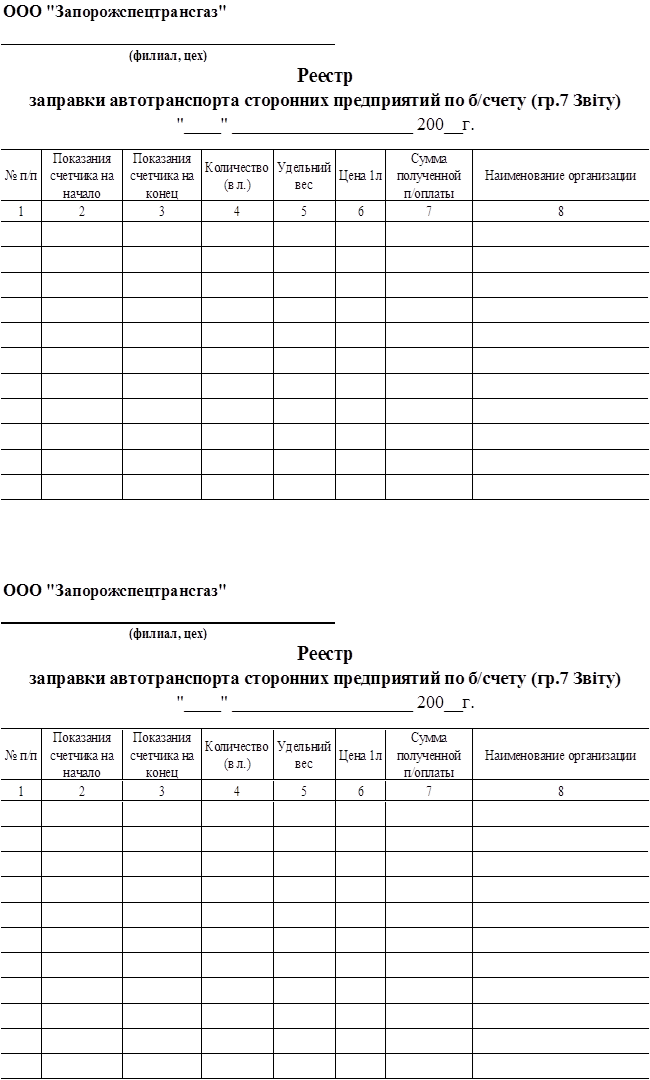 ООО "Запорожспецтрансгаз"
(филиал, цех)
Реестр
заправки автотранспорта сторонних предприятий по б/счету (гр.7 Звіту)
"____" ____________________ 200__г.
№ п/п Показания счетчика на начало Показания счетчика на конец Количество (в л.) Удельний вес Цена 1л Сумма полученной п/оплаты Наименование организации
1 2 3 4 5 6 7 8
ООО "Запорожспецтрансгаз"
(филиал, цех)
Реестр
заправки автотранспорта сторонних предприятий по б/счету (гр.7 Звіту)
"____" ____________________ 200__г.
№ п/п Показания счетчика на начало Показания счетчика на конец Количество (в л.) Удельний вес Цена 1л Сумма полученной п/оплаты Наименование организации
1 2 3 4 5 6 7 8